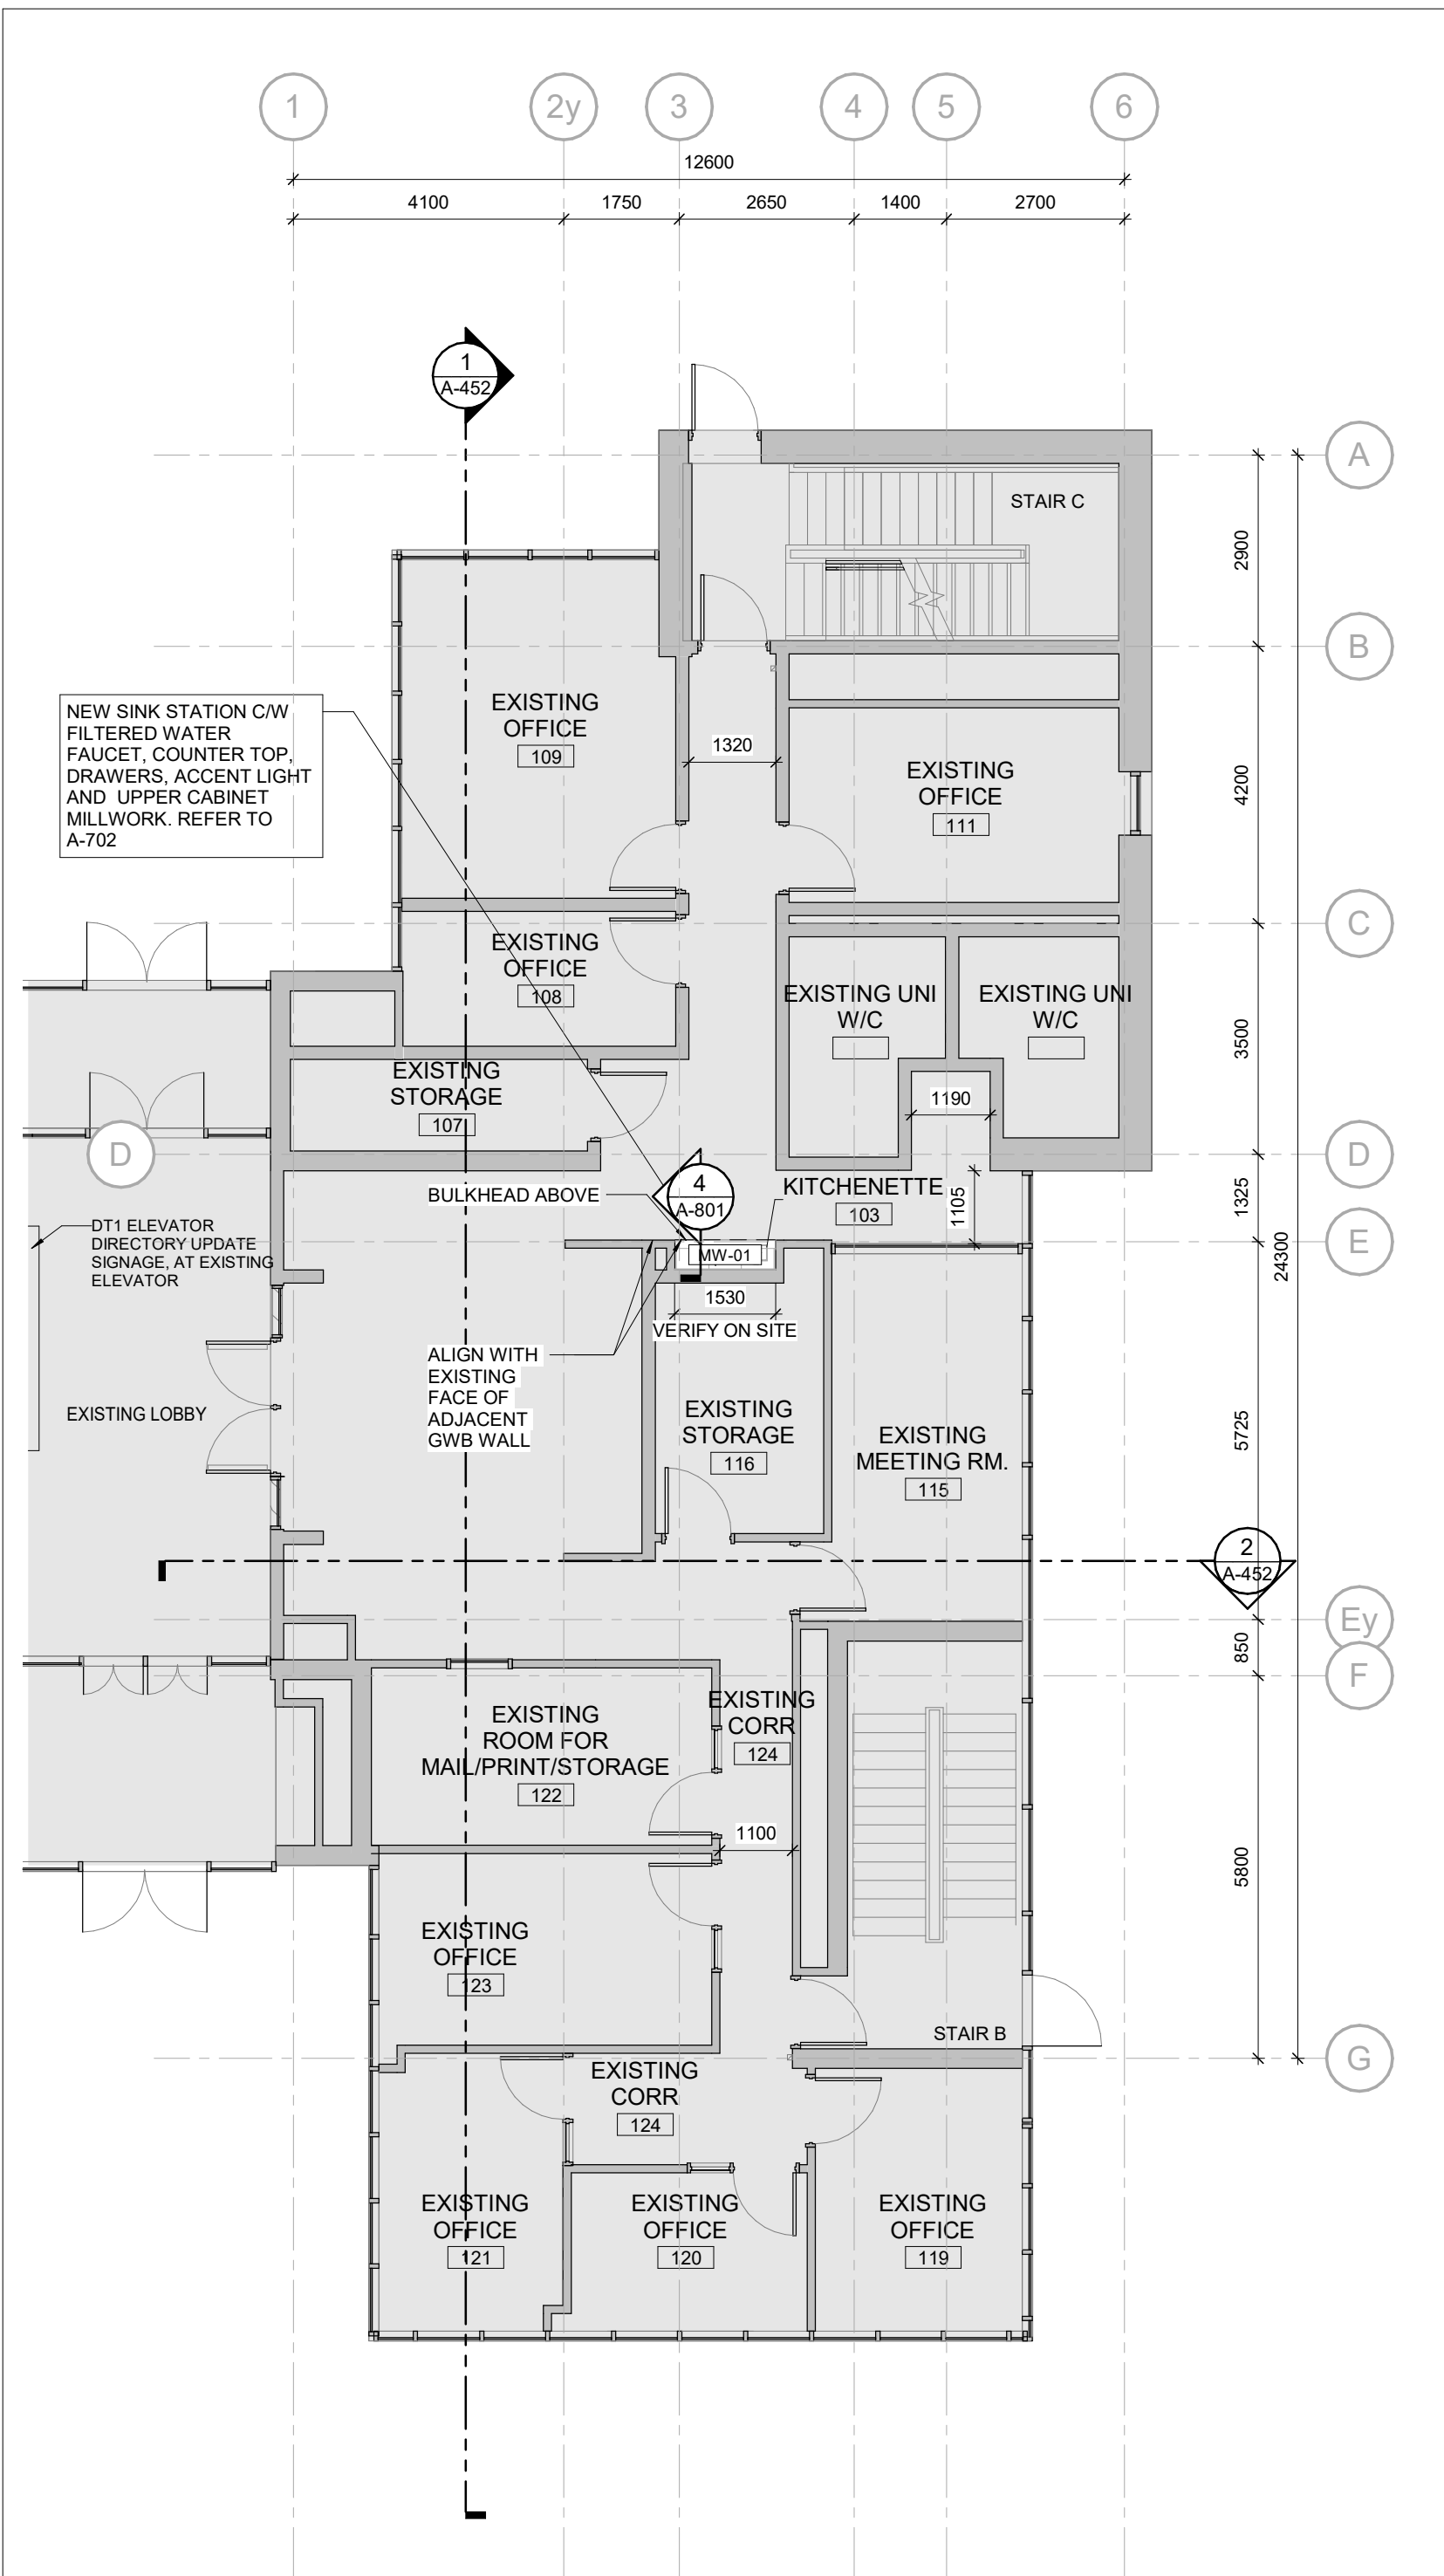 1
2y
3
4
5
6
12600
4100
1750
2650
1400
2700
1
A-452
A
STAIR C
2900
B
NEW SINK STATION C/W
FILTERED WATER
FAUCET, COUNTER TOP,
DRAWERS, ACCENT LIGHT
AND UPPER CABINET
MILLWORK. REFER TO
A-702
EXISTING
OFFICE
109
1320
EXISTING
OFFICE
111
4200
C
EXISTING
OFFICE
108
EXISTING UNI
W/C
EXISTING UNI
W/C
3500
EXISTING
STORAGE
107
1190
D
D
BULKHEAD ABOVE
4
A-801
KITCHENETTE
103
1105
1325
DT1 ELEVATOR
DIRECTORY UPDATE
SIGNAGE, AT EXISTING
ELEVATOR
MW-01
E
24300
1530
VERIFY ON SITE
ALIGN WITH
EXISTING
FACE OF
ADJACENT
GWB WALL
EXISTING LOBBY
EXISTING
STORAGE
116
EXISTING
MEETING RM.
115
5725
2
A-452
Ey
850
F
EXISTING
ROOM FOR
MAIL/PRINT/STORAGE
122
EXISTING
CORR
124
1100
5800
EXISTING
OFFICE
123
STAIR B
G
EXISTING
CORR
124
EXISTING
OFFICE
121
EXISTING
OFFICE
120
EXISTING
OFFICE
119